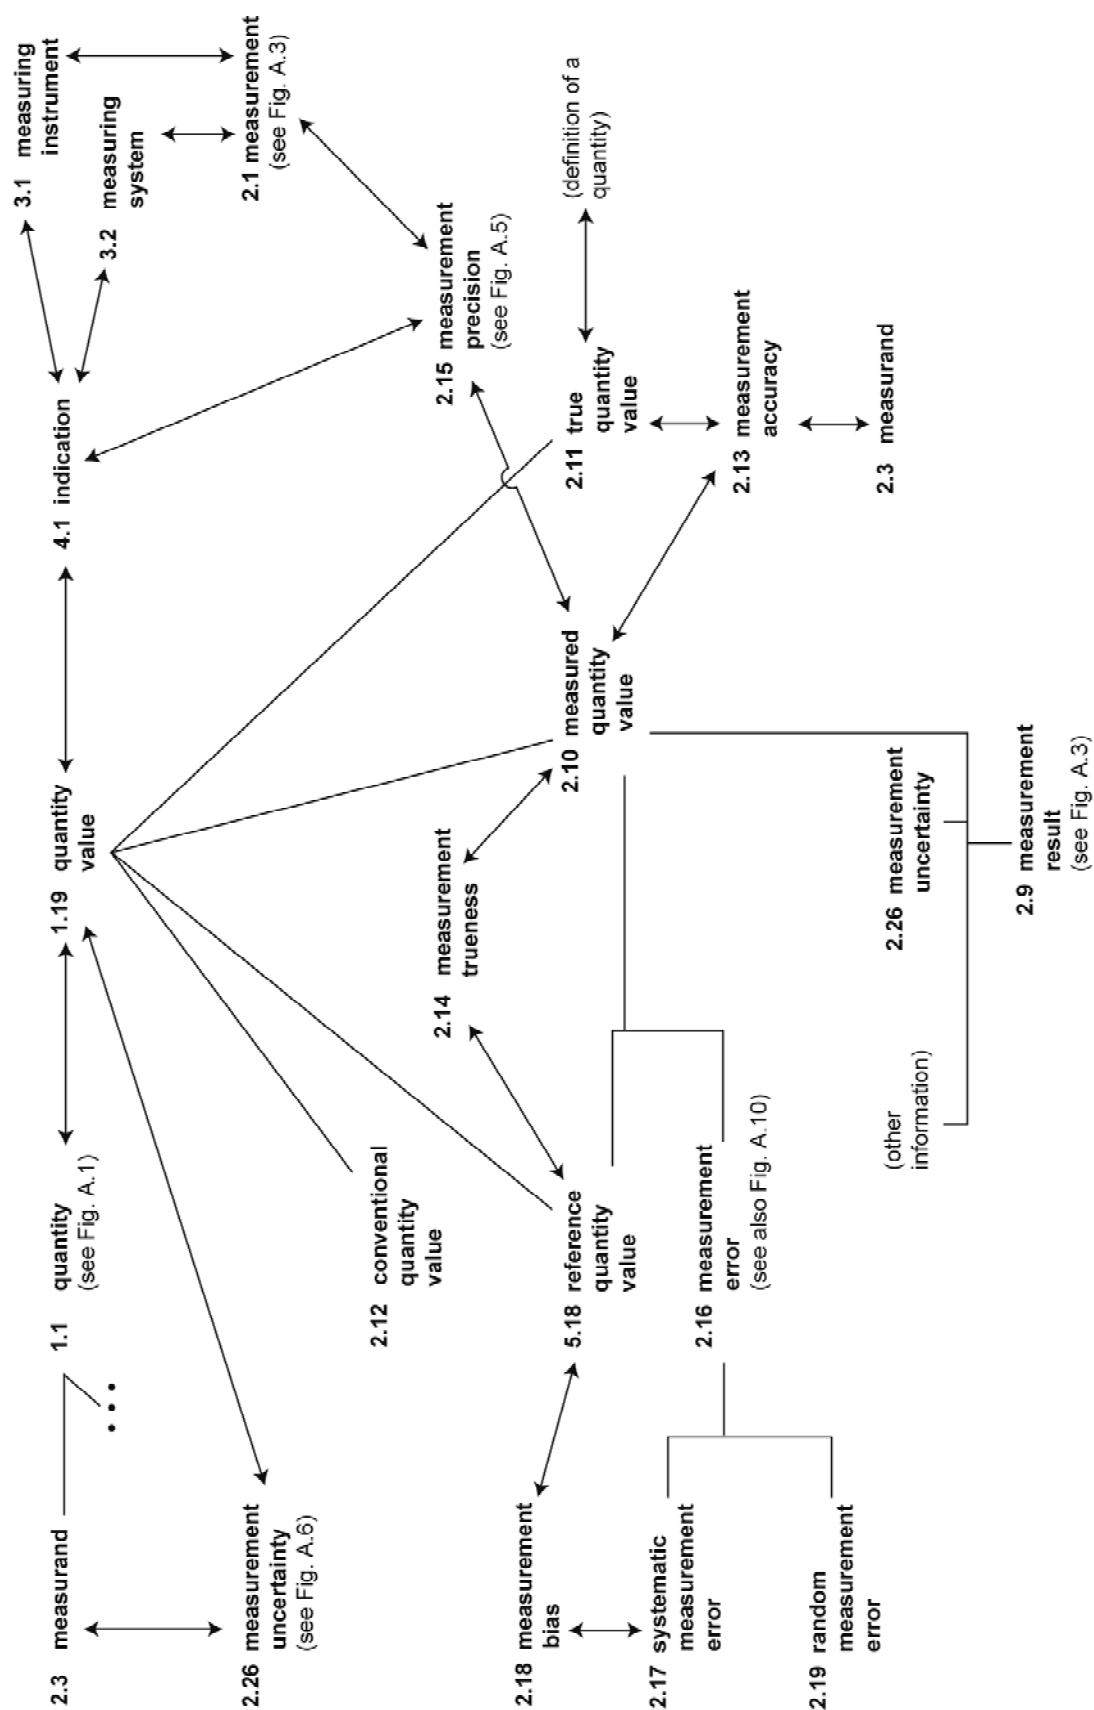 2.3 measurand
1.1 quantity
(see Fig. A.1)
1.19 quantity
value
4.1 indication
3.1 measuring
instrument
3.2 measuring
system
2.26 measurement
uncertainty
(see Fig. A.6)
2.1 measurement
(see Fig. A.3)
2.12 conventional
quantity
value
2.14 measurement
trueness
2.15 measurement
precision
(see Fig. A.5)
2.18 measurement
bias
5.18 reference
quantity
value
2.10 measured
quantity
value
2.11 true
quantity
value
(definition of a
quantity)
2.17 systematic
measurement
error
2.16 measurement
error
(see also Fig. A.10)
2.13 measurement
accuracy
2.19 random
measurement
error
(other
information)
2.26 measurement
uncertainty
2.3 measurand
2.9 measurement
result
(see Fig. A.3)